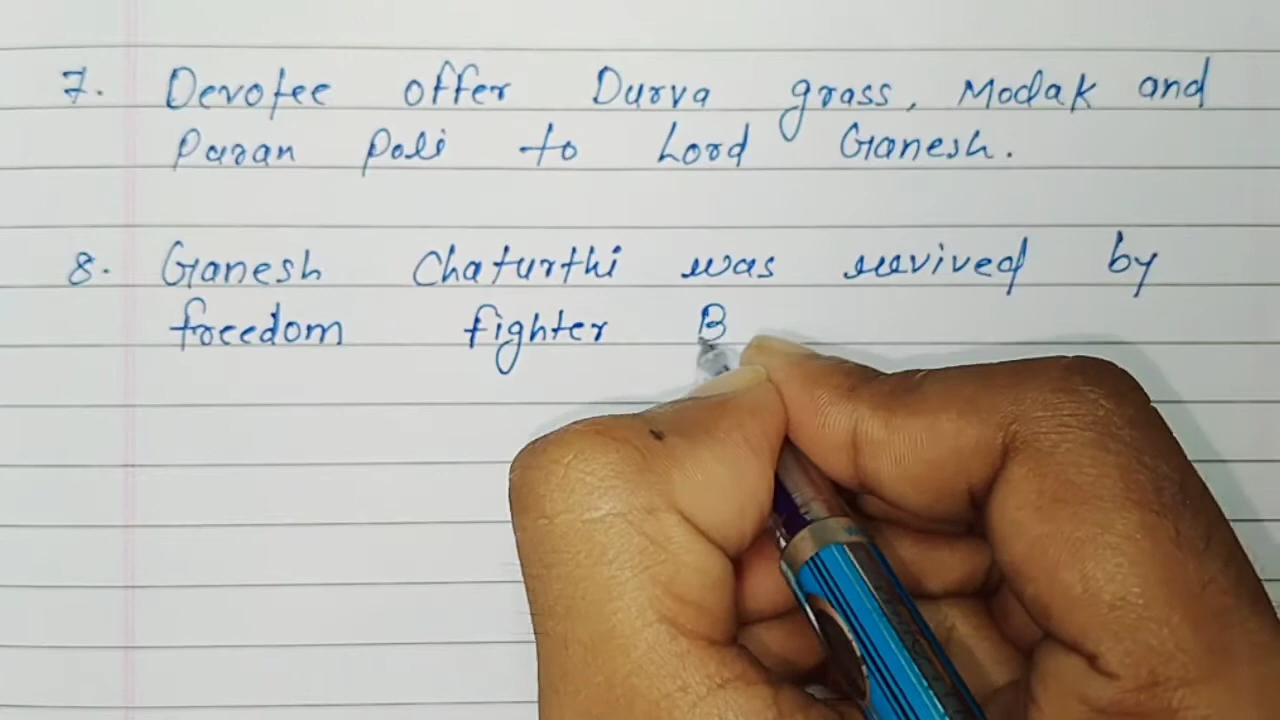 7. Devotee offer Durva grass, Modak and
Puran Poli to Lord Ganesh.
8. Ganesh Chaturthi was revived by
freedom fighter B